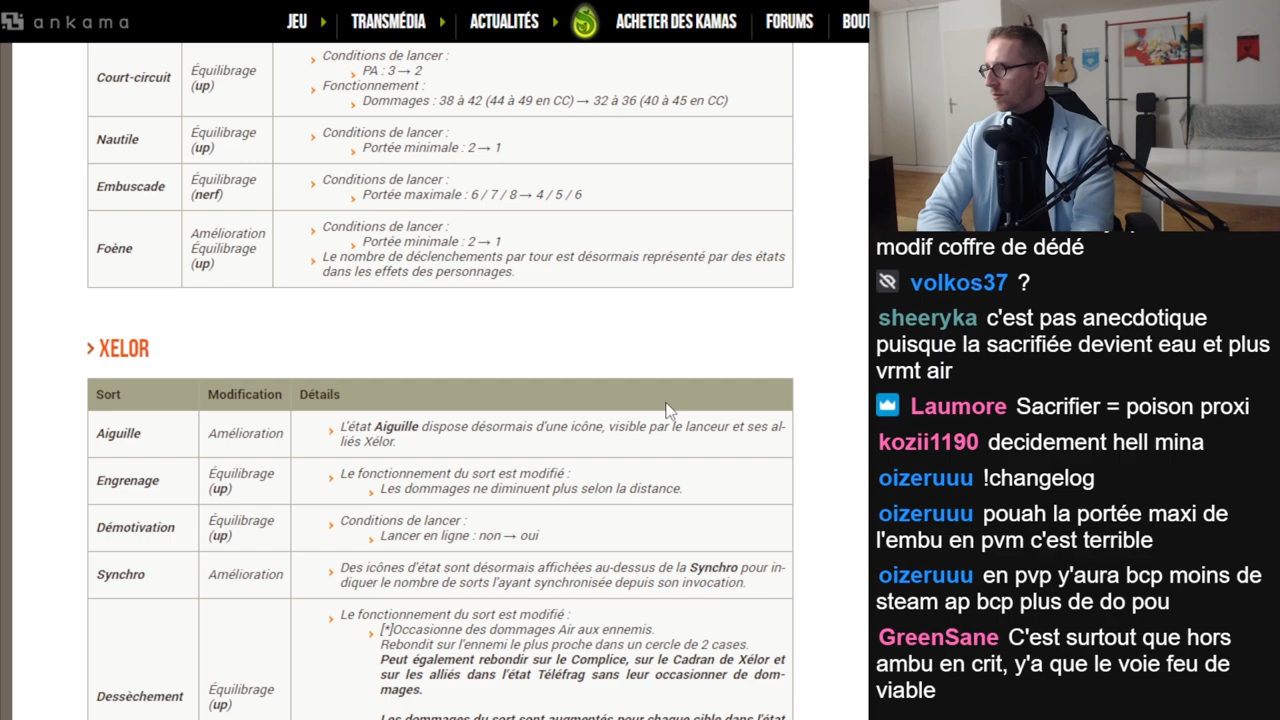 ankama
JEU
TRANSMÉDIA
ACTUALITÉS
ACHETER DES KAMAS
FORUMS
BOUT
Court-circuit
Équilibrage
(up)
Conditions de lancer :
PA : 3 → 2
Fonctionnement :
Dommages : 38 à 42 (44 à 49 en CC) → 32 à 36 (40 à 45 en CC)
Nautile
Équilibrage
(up)
Conditions de lancer :
Portée minimale : 2 → 1
Embuscade
Équilibrage
(nerf)
Conditions de lancer :
Portée maximale : 6 / 7 / 8 → 4 / 5 / 6
Foène
Amélioration
Équilibrage
(up)
Conditions de lancer :
Portée minimale : 2 → 1
Le nombre de déclenchements par tour est désormais représenté par des états
dans les effets des personnages.
XELOR
Sort
Modification
Détails
Aiguille
Amélioration
L'état Aiguille dispose désormais d'une icône, visible par le lanceur et ses al-
liés Xélor.
Engrenage
Équilibrage
(up)
Le fonctionnement du sort est modifié :
Les dommages ne diminuent plus selon la distance.
Démotivation
Équilibrage
(up)
Conditions de lancer :
Lancer en ligne : non → oui
Synchro
Amélioration
Des icônes d'état sont désormais affichées au-dessus de la Synchro pour in-
diquer le nombre de sorts l'ayant synchronisée depuis son invocation.
Dessèchement
Équilibrage
(up)
Le fonctionnement du sort est modifié :
[*]Occasionne des dommages Air aux ennemis.
Rebondit sur l'ennemi le plus proche dans un cercle de 2 cases.
Peut également rebondir sur le Complice, sur le Cadran de Xélor et
sur les alliés dans l'état Téléfrag sans leur occasionner de dom-
mages.
Les dommages du sort sont augmentés pour chaque cible dans l'état
modif coffre de dédé
volkos37 ?
sheeryka c'est pas anecdotique
puisque la sacrifiée devient eau et plus
vrmt air
Laumore Sacrifier = poison proxi
kozii1190 decidement hell mina
oizeruuu !changelog
oizeruuu pouah la portée maxi de
l'embu en pvm c'est terrible
oizeruuu en pvp y'aura bcp moins de
steam ap bcp plus de do pou
GreenSane C'est surtout que hors
ambu en crit, y'a que le voie feu de
viable